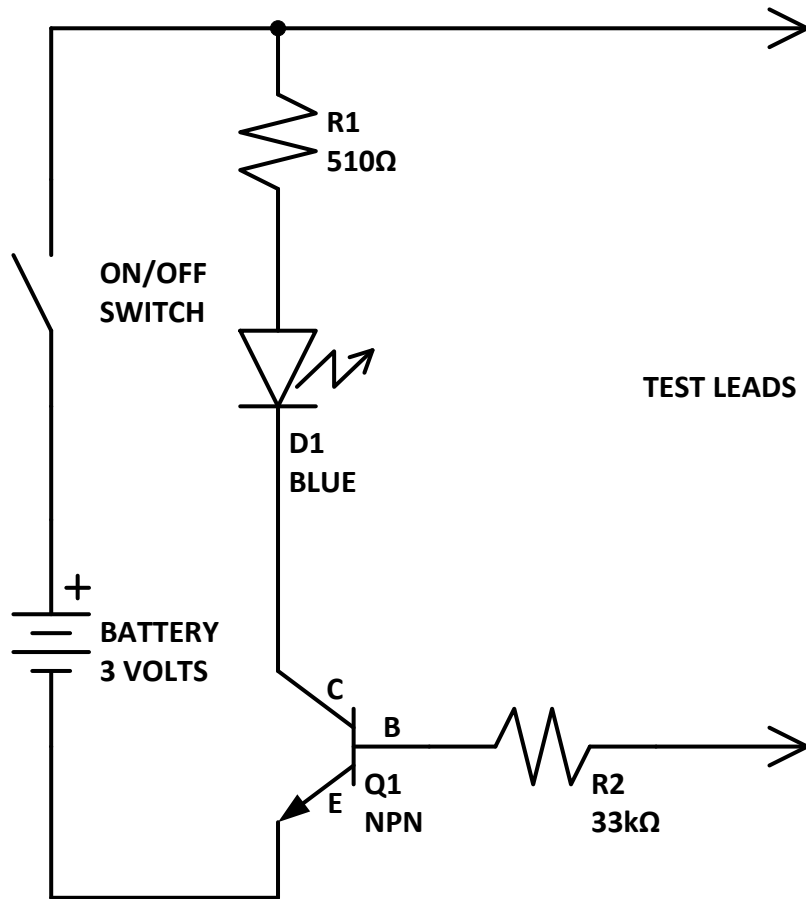 R1
510Ω
ON/OFF
SWITCH
TEST LEADS
D1
BLUE
+
BATTERY
3 VOLTS
C
B
E
Q1
NPN
R2
33kΩ